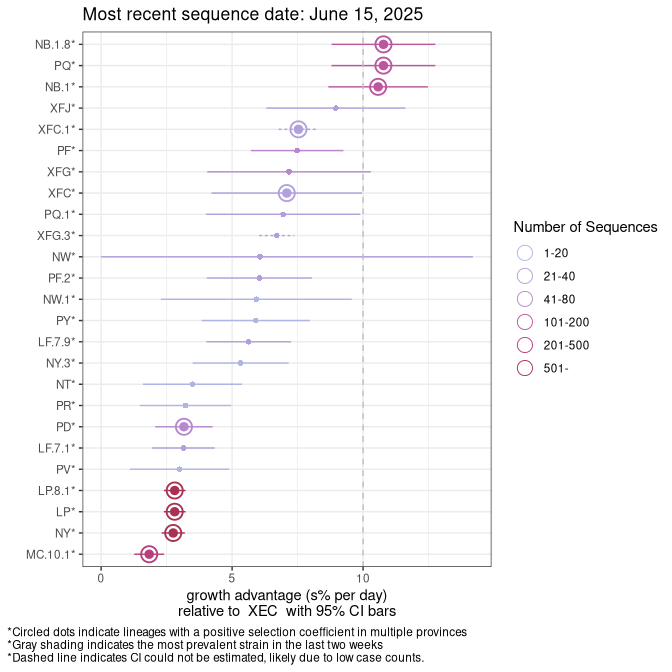 Most recent sequence date: June 15, 2025
NB.1.8*
PQ*
NB.1*
XFJ*
XFC.1*
PF*
XFG*
XFC*
PQ.1*
XFG.3*
NW*
PF.2*
NW.1*
PY*
LF.7.9*
NY.3*
NT*
PR*
PD*
LF.7.1*
PV*
LP.8.1*
LP*
NY*
MC.10.1*
0 5 10
growth advantage (s% per day)
relative to XEC with 95% CI bars
Number of Sequences
1-20
21-40
41-80
101-200
201-500
501-
*Circled dots indicate lineages with a positive selection coefficient in multiple provinces
*Gray shading indicates the most prevalent strain in the last two weeks
*Dashed line indicates CI could not be estimated, likely due to low case counts.